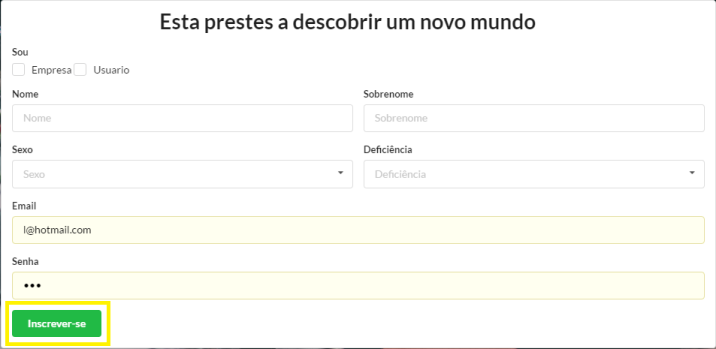 Esta prestes a descobrir um novo mundo
Sou
Empresa Usuario
Nome Sobrenome
Nome Sobrenome
Sexo Deficiência
Sexo Deficiência
Email
l@hotmail.com
Senha
•••
Inscrever-se